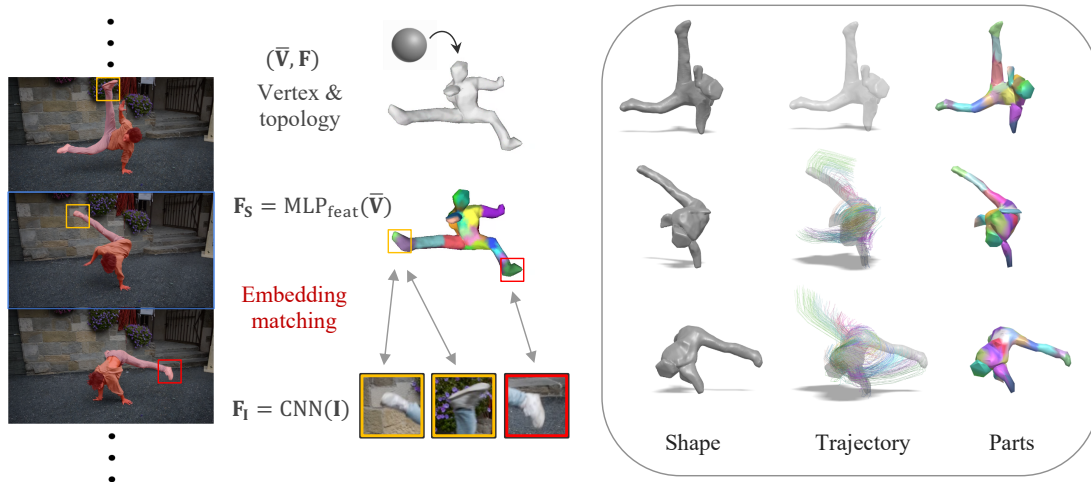 (V̅, F)
Vertex &
topology
F_S = MLP_feat(V̅)
Embedding
matching
F_I = CNN(I)
Shape
Trajectory
Parts